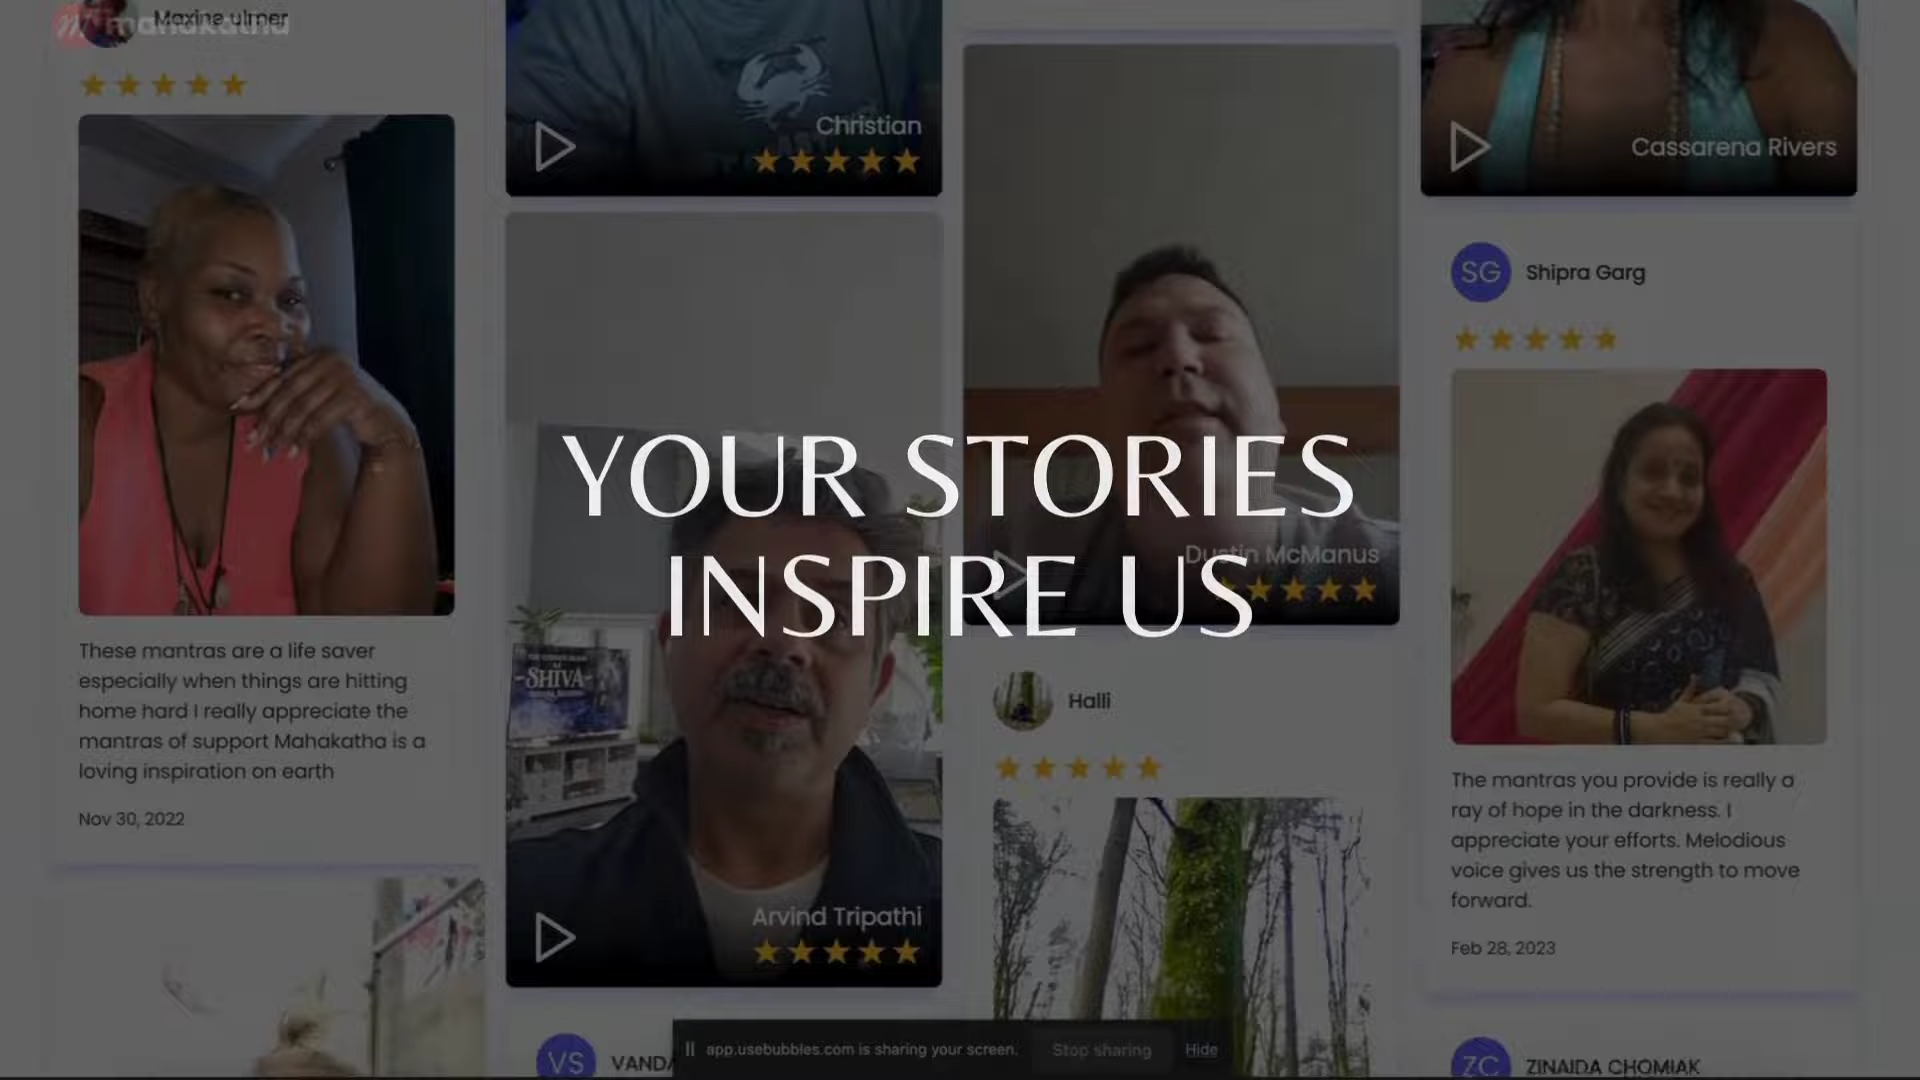 Maxine ulmer
mahakatha
These mantras are a life saver
especially when things are hitting
home hard I really appreciate the
mantras of support Mahakatha is a
loving inspiration on earth
Nov 30, 2022
Christian
SHIVA
Arvind Tripathi
VS
YOUR STORIES
INSPIRE US
Dustin McManus
Halli
Cassarena Rivers
SG Shipra Garg
The mantras you provide is really a
ray of hope in the darkness. I
appreciate your efforts. Melodious
voice gives us the strength to move
forward.
Feb 28, 2023
ZC ZINAIDA CHOMIAK
app.usebubbles.com is sharing your screen. Stop sharing Hide